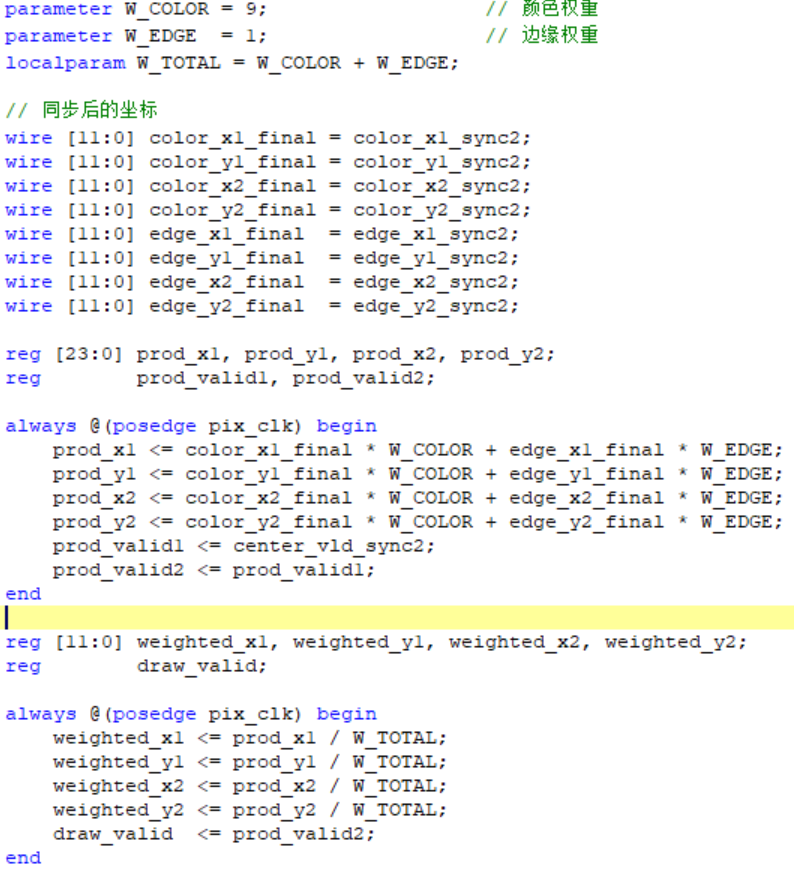 parameter W_COLOR = 9; // 颜色权重
parameter W_EDGE = 1; // 边缘权重
localparam W_TOTAL = W_COLOR + W_EDGE;
// 同步后的坐标
wire [11:0] color_x1_final = color_x1_sync2;
wire [11:0] color_y1_final = color_y1_sync2;
wire [11:0] color_x2_final = color_x2_sync2;
wire [11:0] color_y2_final = color_y2_sync2;
wire [11:0] edge_x1_final = edge_x1_sync2;
wire [11:0] edge_y1_final = edge_y1_sync2;
wire [11:0] edge_x2_final = edge_x2_sync2;
wire [11:0] edge_y2_final = edge_y2_sync2;
reg [23:0] prod_x1, prod_y1, prod_x2, prod_y2;
reg prod_valid1, prod_valid2;
always @(posedge pix_clk) begin
prod_x1 <= color_x1_final * W_COLOR + edge_x1_final * W_EDGE;
prod_y1 <= color_y1_final * W_COLOR + edge_y1_final * W_EDGE;
prod_x2 <= color_x2_final * W_COLOR + edge_x2_final * W_EDGE;
prod_y2 <= color_y2_final * W_COLOR + edge_y2_final * W_EDGE;
prod_valid1 <= center_vld_sync2;
prod_valid2 <= prod_valid1;
end
reg [11:0] weighted_x1, weighted_y1, weighted_x2, weighted_y2;
reg draw_valid;
always @(posedge pix_clk) begin
weighted_x1 <= prod_x1 / W_TOTAL;
weighted_y1 <= prod_y1 / W_TOTAL;
weighted_x2 <= prod_x2 / W_TOTAL;
weighted_y2 <= prod_y2 / W_TOTAL;
draw_valid <= prod_valid2;
end